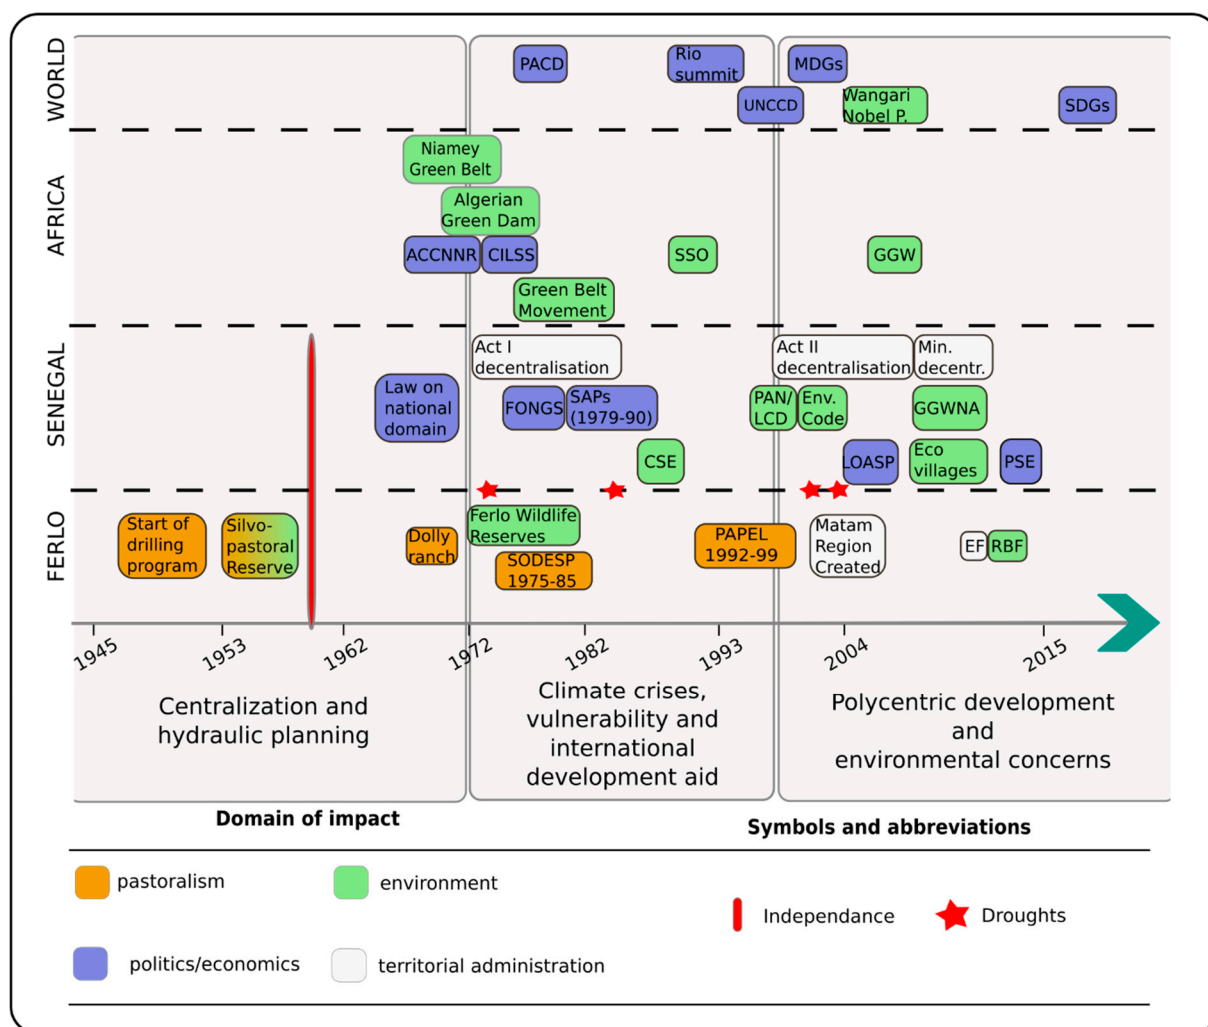 WORLD
PACD
Rio
summit
MDGs
UNCCD
Wangari
Nobel P.
SDGs
AFRICA
Niamey
Green Belt
Algerian
Green Dam
ACCNNR
CILSS
SSO
GGW
Green Belt
Movement
SENEGAL
Act I
decentralisation
Act II
decentralisation
Min.
decentr.
Law on
national
domain
FONGS
SAPs
(1979-90)
PAN/
LCD
Env.
Code
GGWNA
CSE
LOASP
Eco
villages
PSE
FERLO
Start of
drilling
program
Silvo-
pastoral
Reserve
Dolly
ranch
Ferlo Wildlife
Reserves
SODESP
1975-85
PAPEL
1992-99
Matam
Region
Created
EF
RBF
1945
1953
1962
1972
1982
1993
2004
2015
Centralization and
hydraulic planning
Climate crises,
vulnerability and
international
development aid
Polycentric development
and
environmental concerns
Domain of impact
Symbols and abbreviations
pastoralism
environment
Independance
Droughts
politics/economics
territorial administration